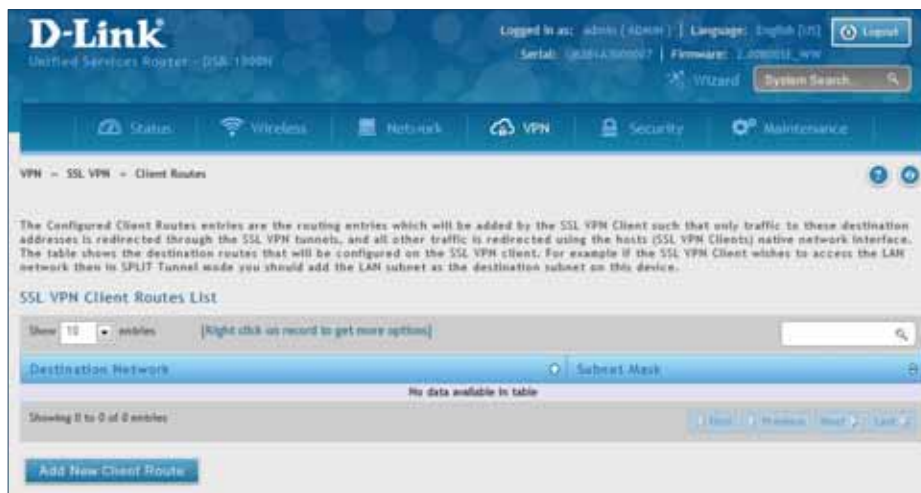 D-Link
Unified Services Router - DSR-1000N
Logged in as: admin ( ADMIN ) | Language: English [US]
Logout
Serial: | Firmware:
Wizard
System Search...
Status
Wireless
Network
VPN
Security
Maintenance
VPN » SSL VPN » Client Routes
The Configured Client Routes entries are the routing entries which will be added by the SSL VPN Client such that only traffic to these destination
addresses is redirected through the SSL VPN tunnels, and all other traffic is redirected using the hosts (SSL VPN Clients) native network interface.
The table shows the destination routes that will be configured on the SSL VPN client. For example if the SSL VPN Client wishes to access the LAN
network then in SPLIT Tunnel mode you should add the LAN subnet as the destination subnet on this device.
SSL VPN Client Routes List
Show 10 entries
[Right click on record to get more options]
Destination Network
Subnet Mask
No data available in table
Showing 0 to 0 of 0 entries
First
Previous
Next
Last
Add New Client Route